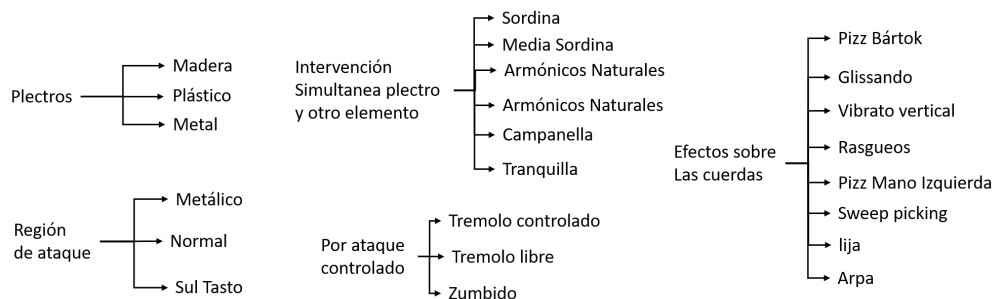 Plectros
Madera
Plástico
Metal
Región
de ataque
Metálico
Normal
Sul Tasto
Intervención
Simultanea plectro
y otro elemento
Sordina
Media Sordina
Armónicos Naturales
Armónicos Naturales
Campanella
Tranquilla
Por ataque
controlado
Tremolo controlado
Tremolo libre
Zumbido
Efectos sobre
Las cuerdas
Pizz Bártok
Glissando
Vibrato vertical
Rasgueos
Pizz Mano Izquierda
Sweep picking
lija
Arpa